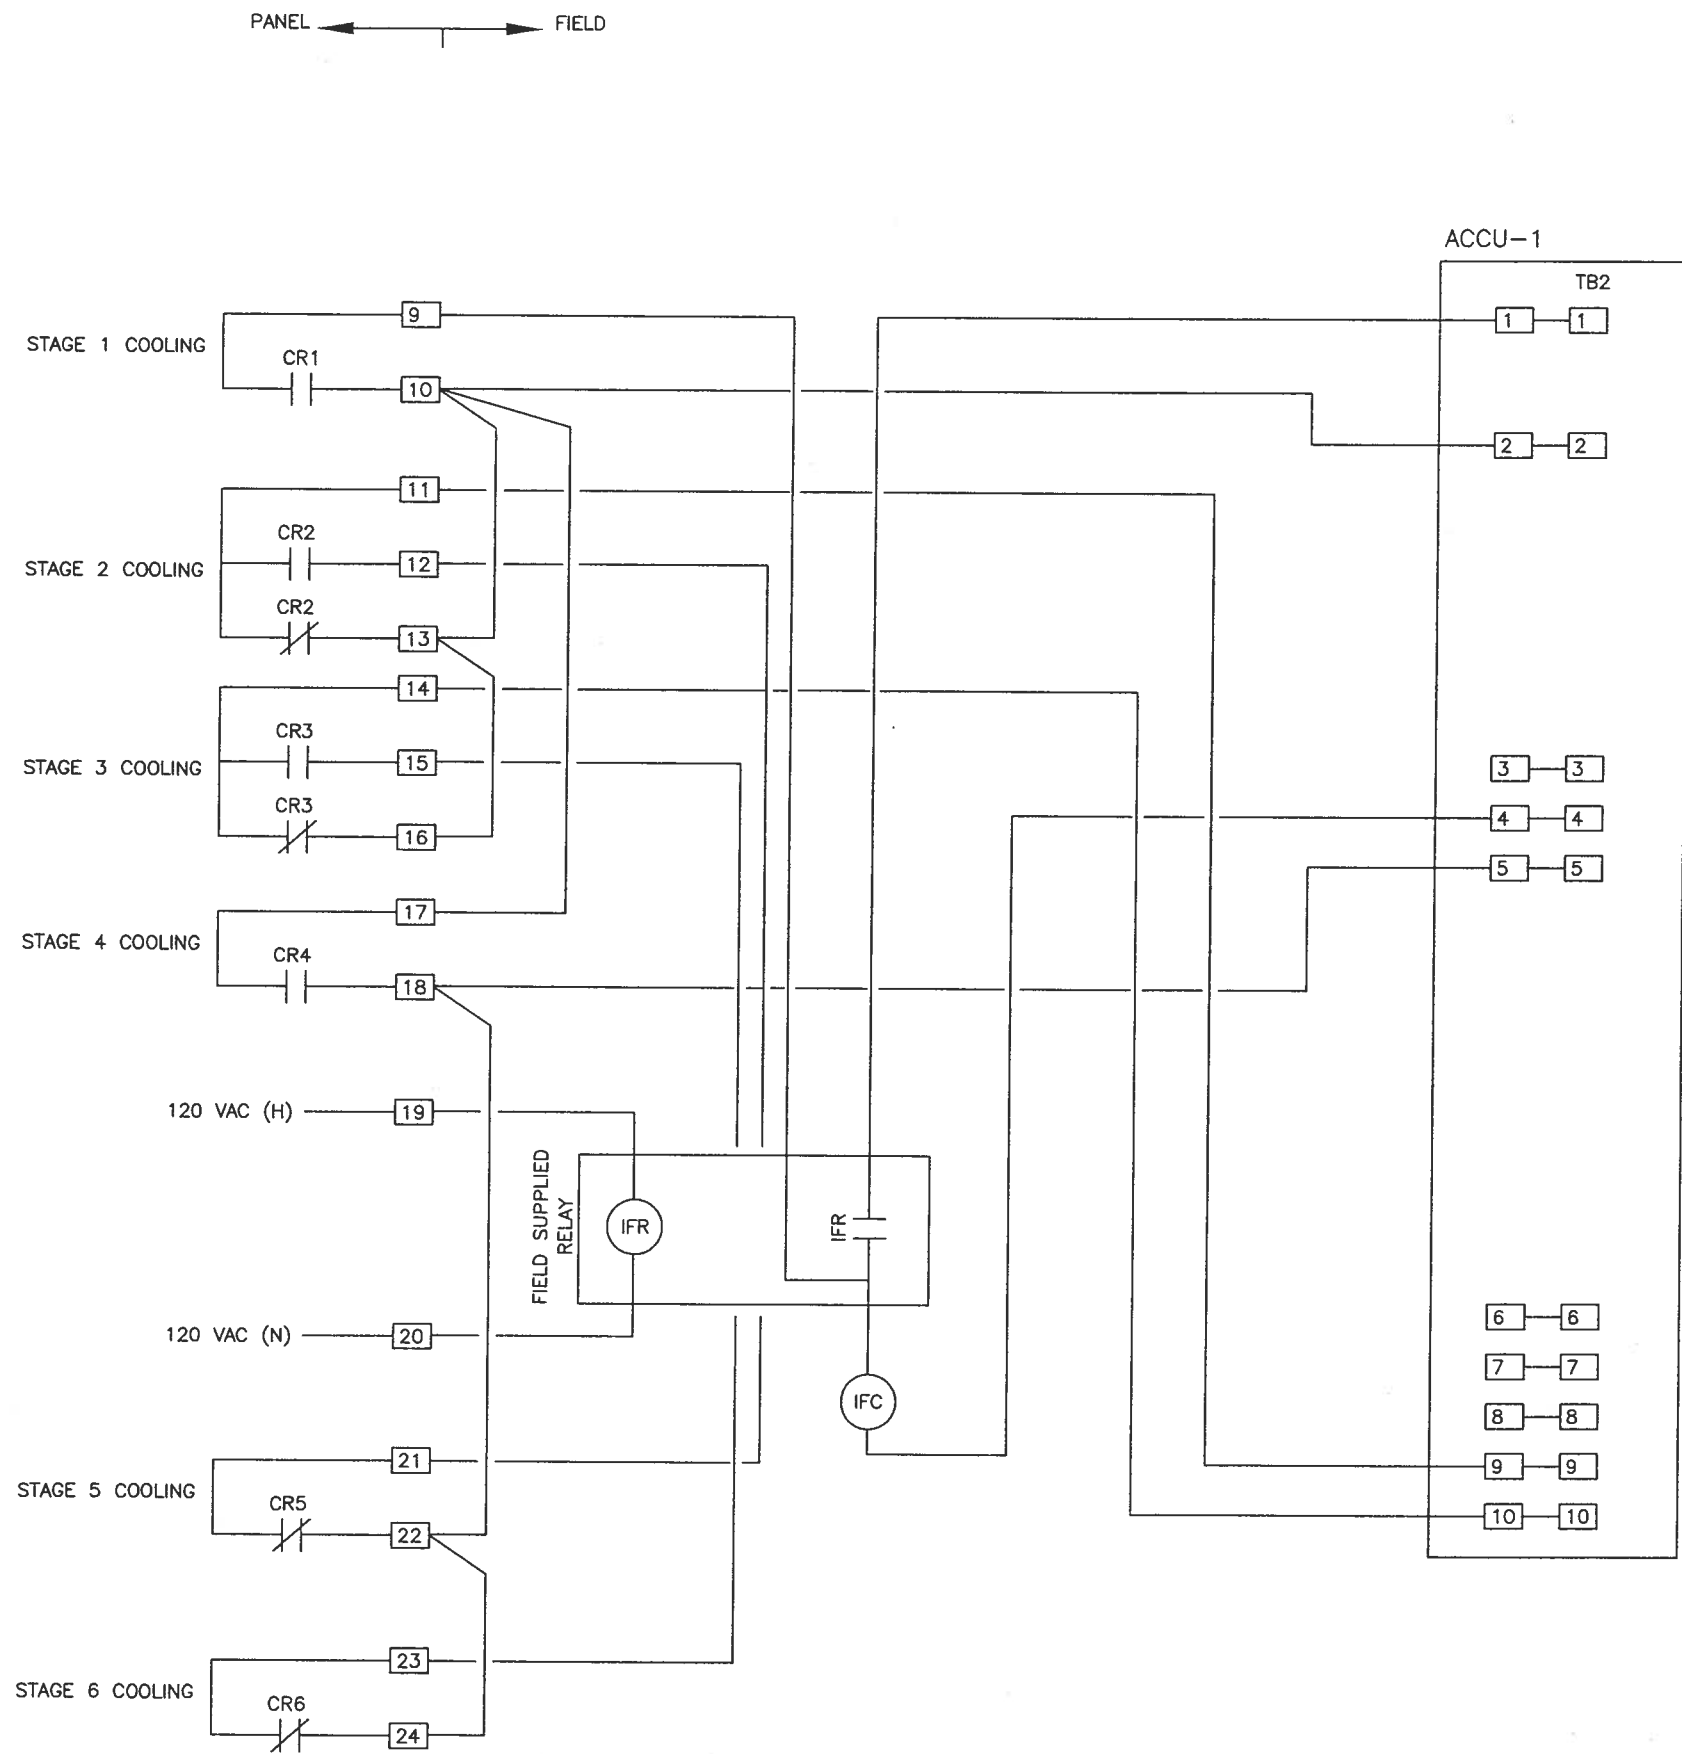 PANEL FIELD
ACCU-1
TB2
9
1 1
STAGE 1 COOLING
CR1
10
2 2
11
CR2
12
STAGE 2 COOLING
CR2
13
14
CR3
15
STAGE 3 COOLING
3 3
CR3
4 4
16
5 5
17
STAGE 4 COOLING
CR4
18
120 VAC (H) 19
FIELD SUPPLIED
RELAY
IFR
IFR
6 6
120 VAC (N) 20
7 7
IFC
8 8
21
9 9
STAGE 5 COOLING
CR5
10 10
22
23
STAGE 6 COOLING
CR6
24